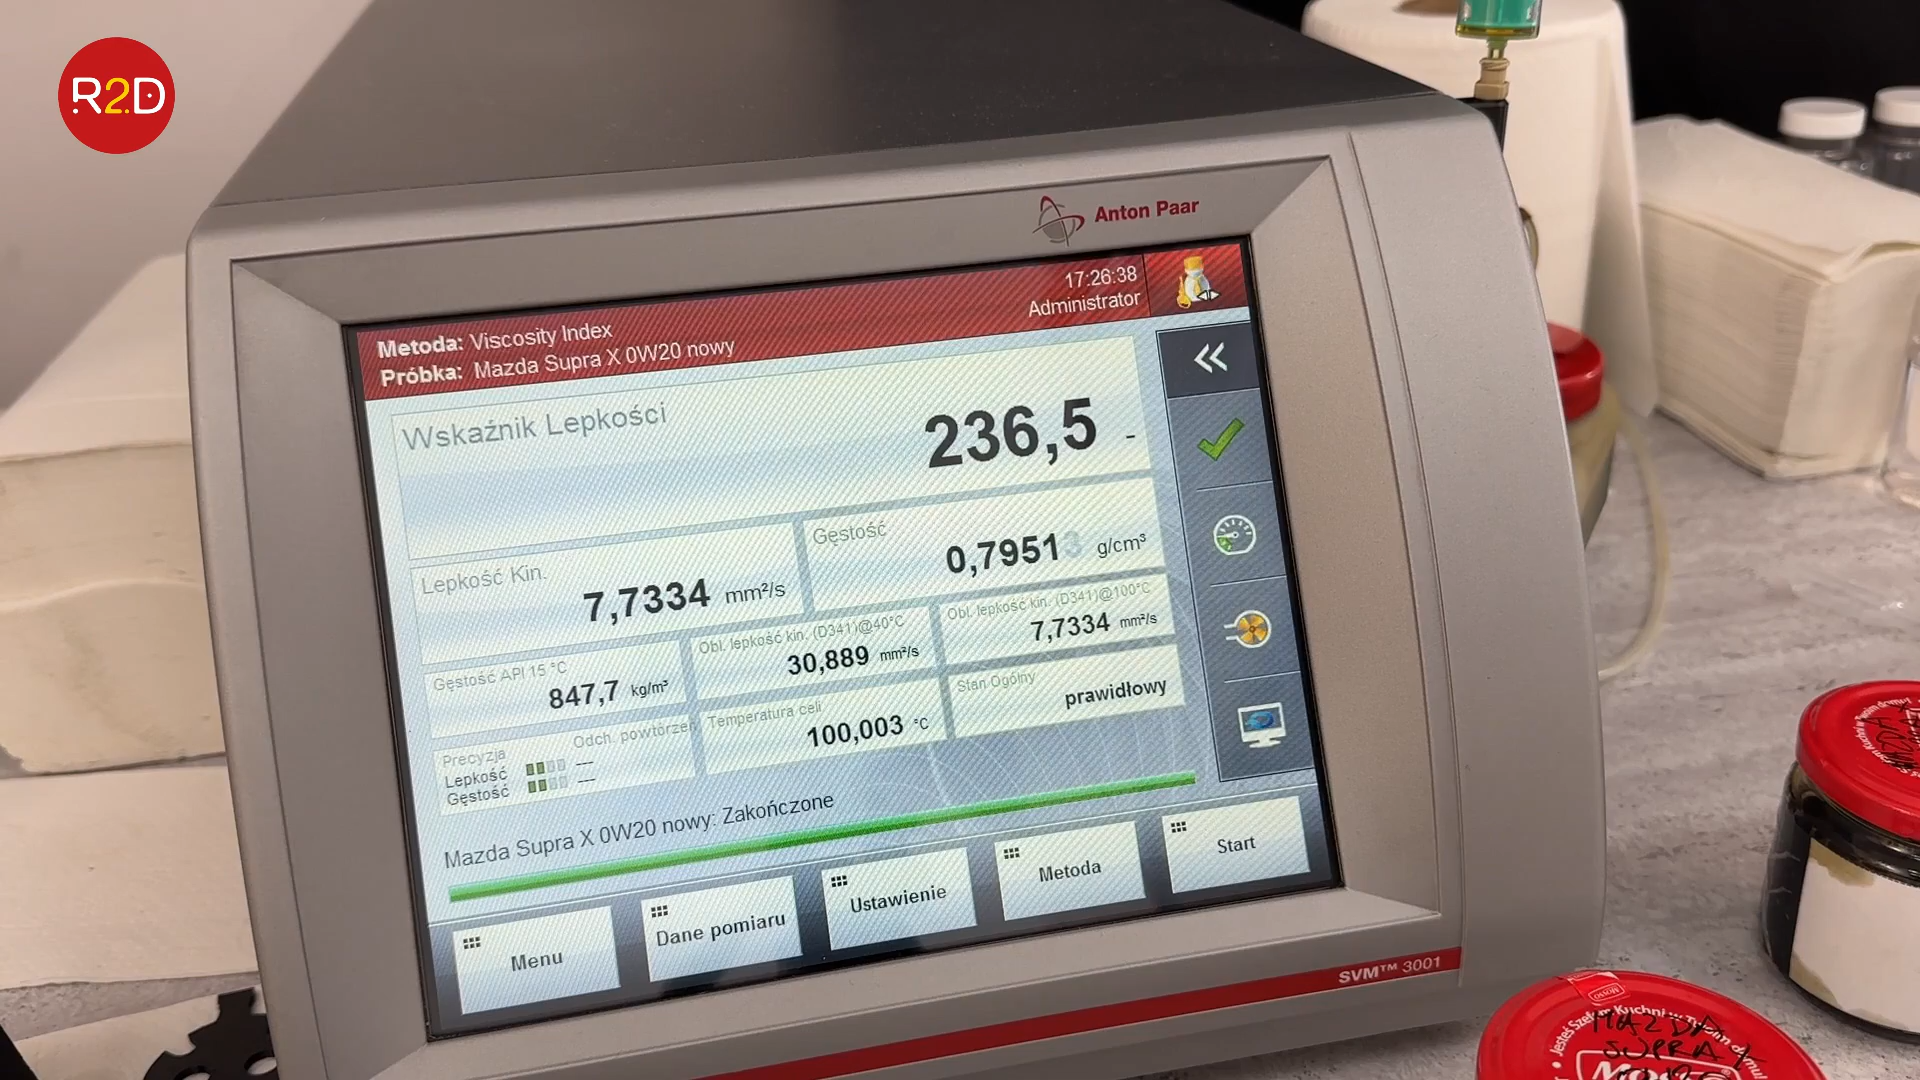 R2D
Anton Paar
17:26:38
Administrator
Metoda: Viscosity Index
Próbka: Mazda Supra X 0W20 nowy
Wskaźnik Lepkości
236,5 -
Lepkość Kin.
7,7334 mm²/s
Gęstość
0,79513 g/cm³
Gęstość API 15 °C
847,7 kg/m³
Obl. lepkość kin. (D341)@40°C
30,889 mm²/s
Obl. lepkość kin. (D341)@100°C
7,7334 mm²/s
Precyzja
Odch. powtórzeń
Lepkość ---
Gęstość ---
Temperatura celi
100,003 °C
Stan Ogólny
prawidłowy
Mazda Supra X 0W20 nowy: Zakończone
Menu
Dane pomiaru
Ustawienie
Metoda
Start
SVM™ 3001
MAZDA
SUPRA X